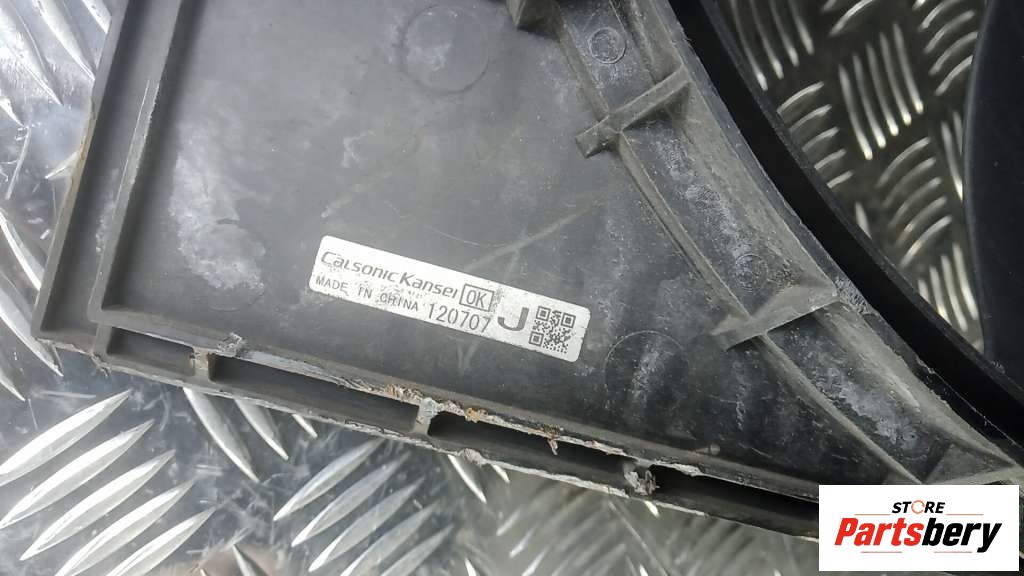 CalsonicKansei OK
MADE IN CHINA 120707 J
STORE
Partsbery